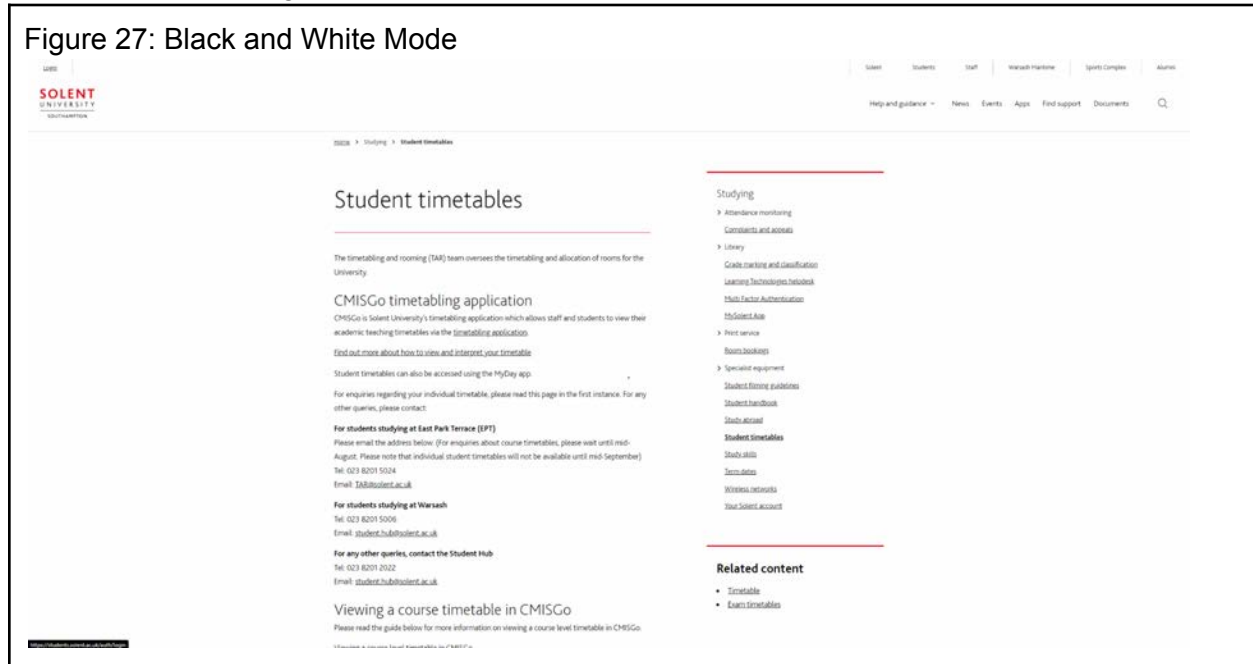 Figure 27: Black and White Mode
Login
Solent Students Staff Warsash Maritime Sports Complex Alumni
SOLENT
UNIVERSITY
SOUTHAMPTON
Help and guidance News Events Apps Find support Documents
Home > Studying > Student timetables
Student timetables
The timetabling and rooming (TAR) team oversees the timetabling and allocation of rooms for the
University.
CMISGo timetabling application
CMISGo is Solent University's timetabling application which allows staff and students to view their
academic teaching timetables via the timetabling application.
Find out more about how to view and interpret your timetable
Student timetables can also be accessed using the MyDay app.
For enquiries regarding your individual timetable, please read this page in the first instance. For any
other queries, please contact:
For students studying at East Park Terrace (EPT)
Please email the address below. (For enquiries about course timetables, please wait until mid-
August. Please note that individual student timetables will not be available until mid-September)
Tel: 023 8201 5024
Email: TAR@solent.ac.uk
For students studying at Warsash
Tel: 023 8201 5006
Email: student.hub@solent.ac.uk
For any other queries, contact the Student Hub
Tel: 023 8201 2022
Email: student.hub@solent.ac.uk
Viewing a course timetable in CMISGo
Please read the guide below for more information on viewing a course level timetable in CMISGo.
Viewing a course level timetable in CMISGo
Studying
> Attendance monitoring
Complaints and appeals
> Library
Grade marking and classification
Learning Technologies helpdesk
Multi Factor Authentication
MySolent App
> Print service
Room bookings
> Specialist equipment
Student filming guidelines
Student handbook
Study abroad
Student timetables
Study skills
Term dates
Wireless networks
Your Solent account
Related content
• Timetable
• Exam timetables
https://students.solent.ac.uk/auth/login